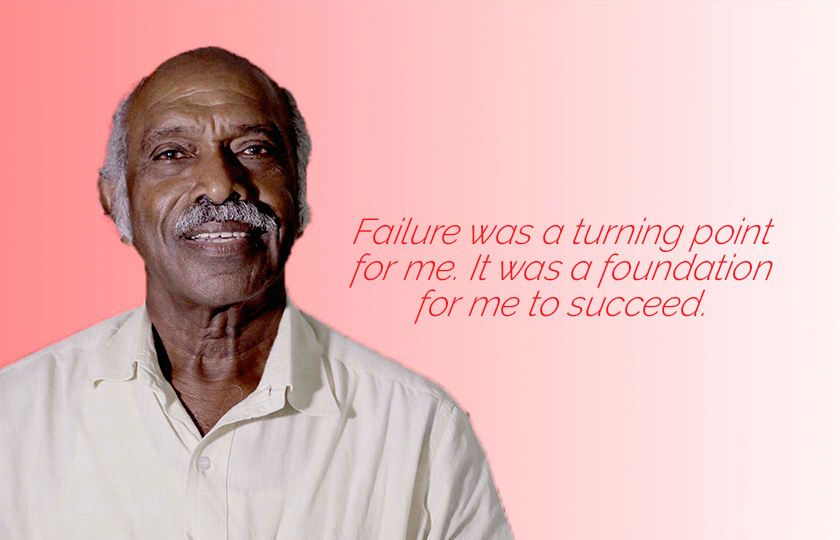 Failure was a turning point
for me. It was a foundation
for me to succeed.